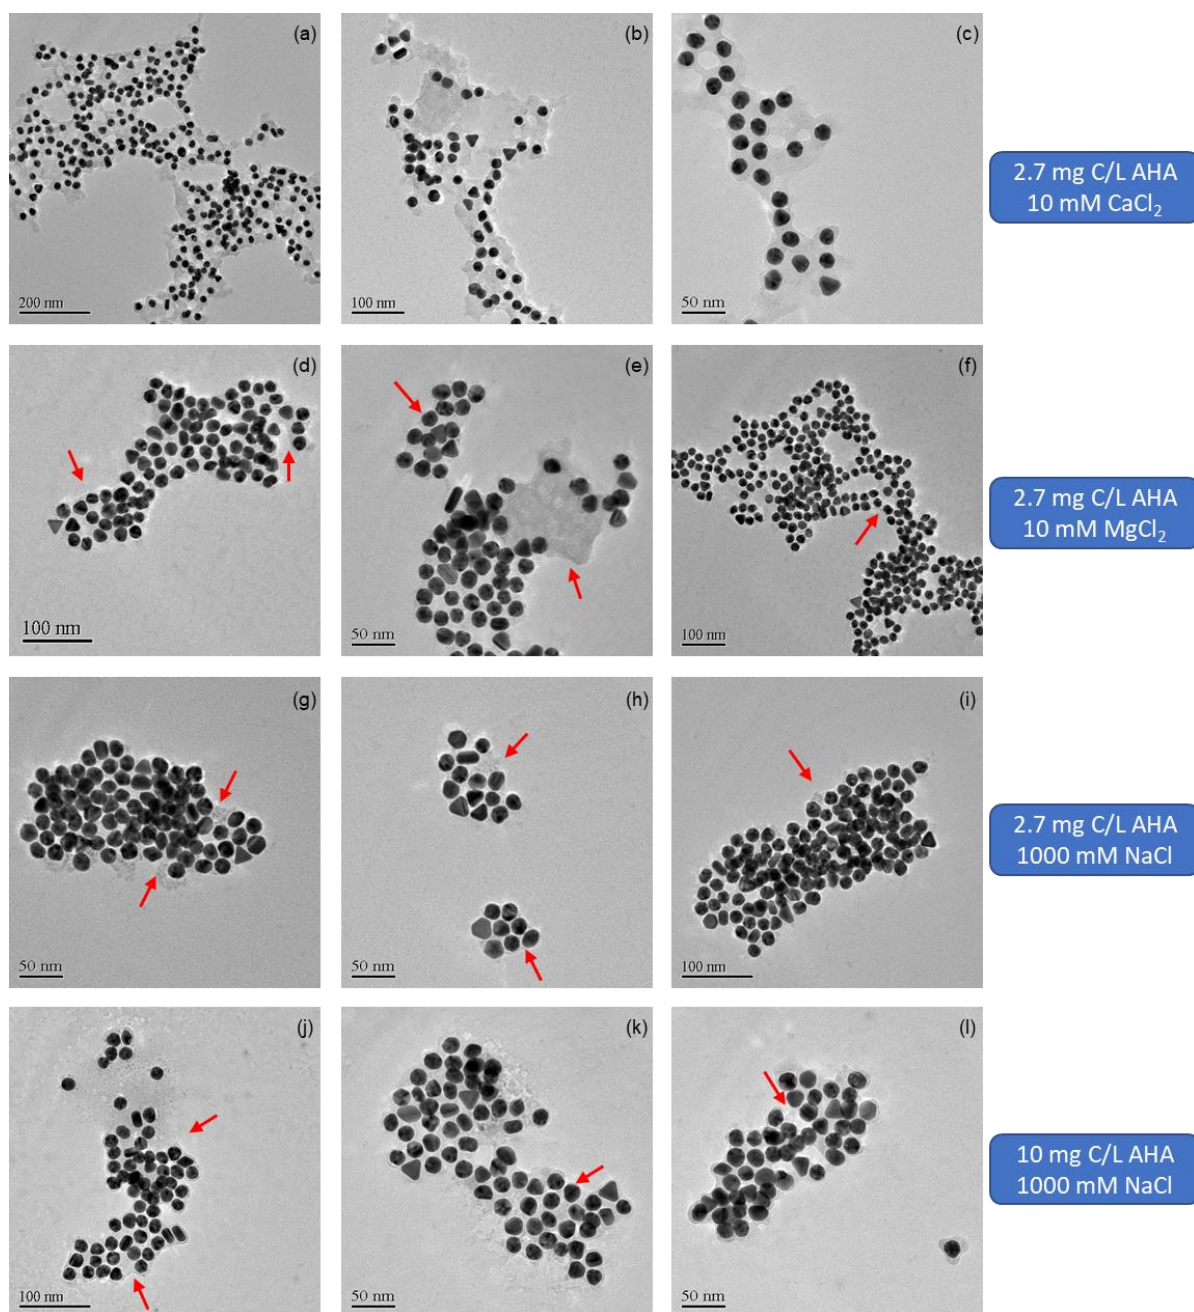 (a)
(b)
(c)
200 nm
100 nm
50 nm
2.7 mg C/L AHA
10 mM CaCl₂
(d)
(e)
(f)
100 nm
50 nm
100 nm
2.7 mg C/L AHA
10 mM MgCl₂
(g)
(h)
(i)
50 nm
50 nm
100 nm
2.7 mg C/L AHA
1000 mM NaCl
(j)
(k)
(l)
100 nm
50 nm
50 nm
10 mg C/L AHA
1000 mM NaCl